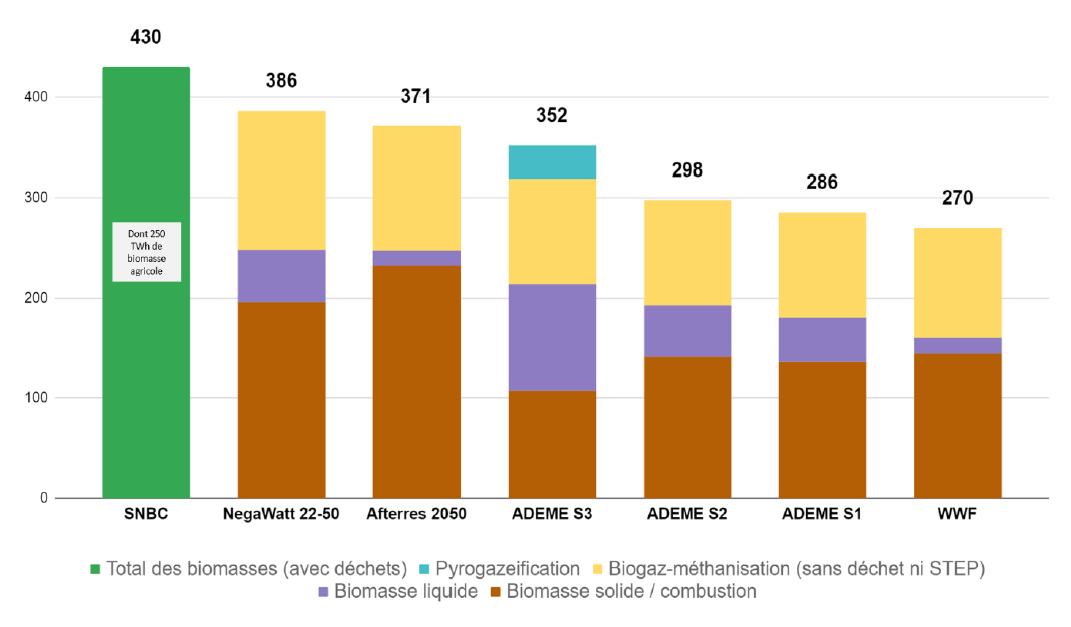 430
386
371
352
298
286
270
400
300
200
100
0
Dont 250
TWh de
biomasse
agricole
SNBC NegaWatt 22-50 Afterres 2050 ADEME S3 ADEME S2 ADEME S1 WWF
Total des biomasses (avec déchets) Pyrogazeification Biogaz-méthanisation (sans déchet ni STEP)
Biomasse liquide Biomasse solide / combustion